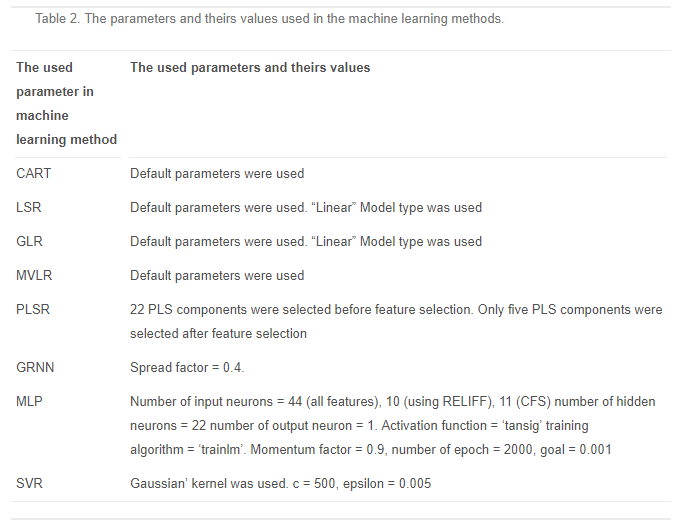 Table 2. The parameters and theirs values used in the machine learning methods.
The used
parameter in
machine
learning method
The used parameters and theirs values
CART
Default parameters were used
LSR
Default parameters were used. “Linear” Model type was used
GLR
Default parameters were used. “Linear” Model type was used
MVLR
Default parameters were used
PLSR
22 PLS components were selected before feature selection. Only five PLS components were
selected after feature selection
GRNN
Spread factor = 0.4.
MLP
Number of input neurons = 44 (all features), 10 (using RELIFF), 11 (CFS) number of hidden
neurons = 22 number of output neuron = 1. Activation function = ‘tansig’ training
algorithm = ‘trainlm’. Momentum factor = 0.9, number of epoch = 2000, goal = 0.001
SVR
Gaussian’ kernel was used. c = 500, epsilon = 0.005